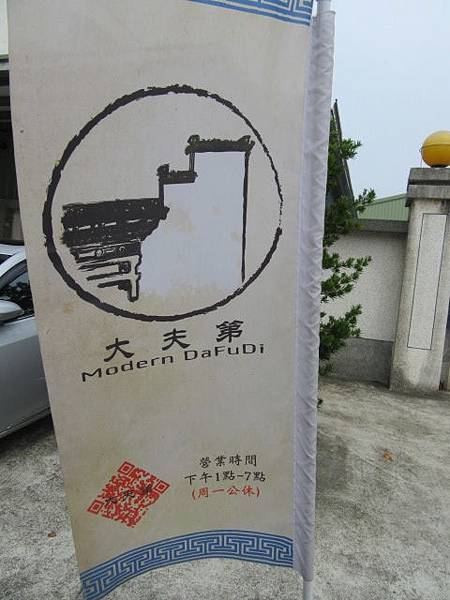 大夫第
Modern DaFuDi
營業時間
下午1點-7點
(周一公休)